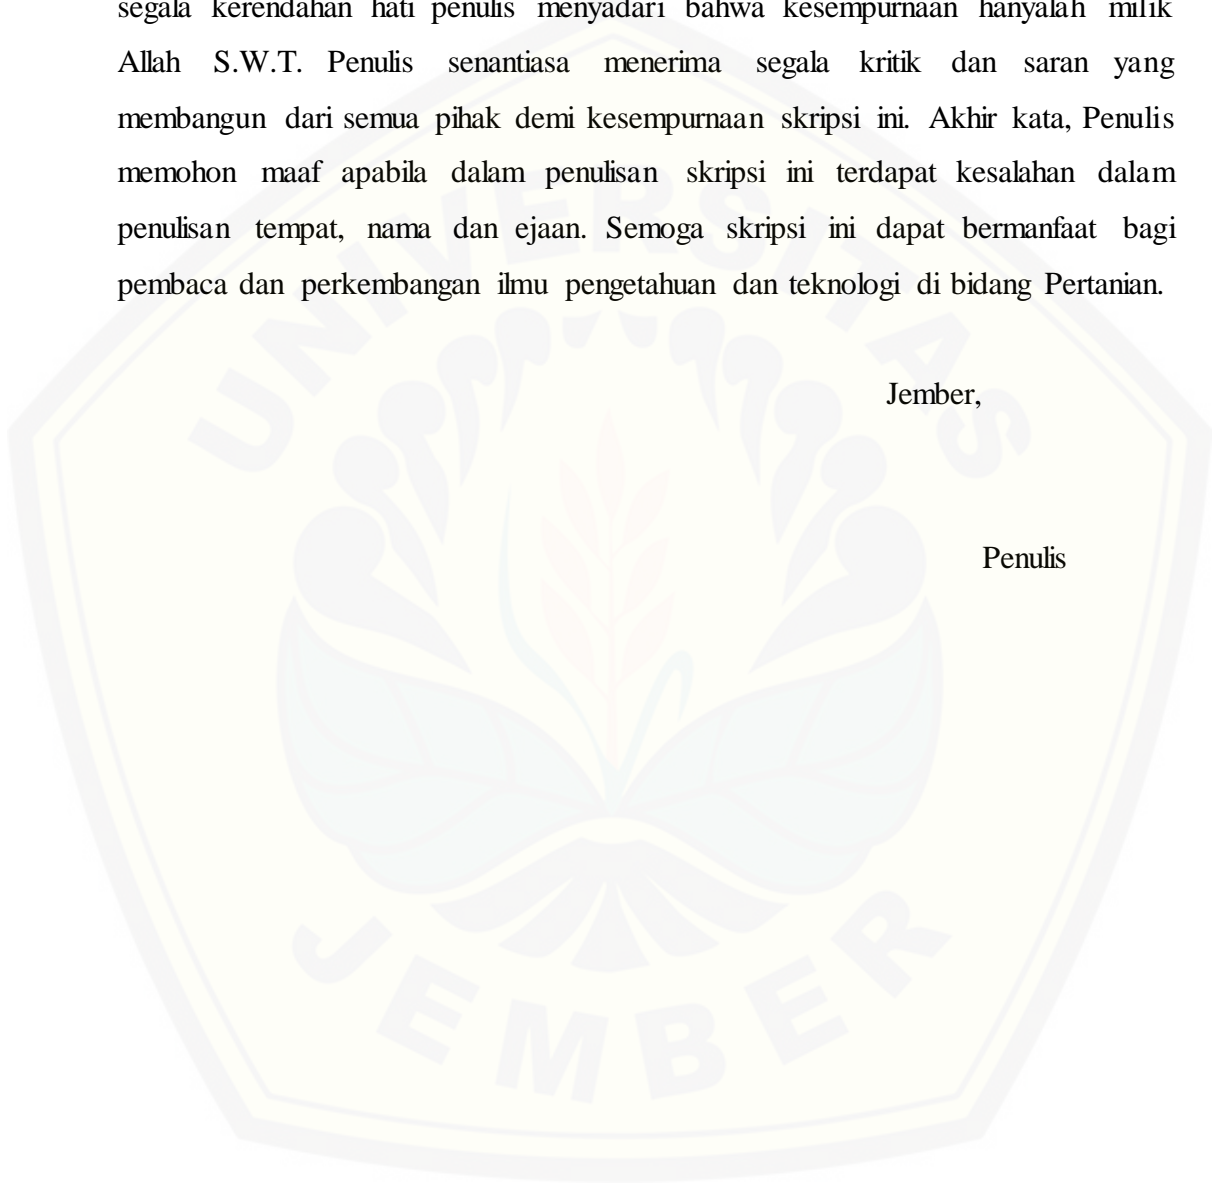 segala kerendahan hati penulis menyadari bahwa kesempurnaan hanyalah milik
Allah S.W.T. Penulis senantiasa menerima segala kritik dan saran yang
membangun dari semua pihak demi kesempurnaan skripsi ini. Akhir kata, Penulis
memohon maaf apabila dalam penulisan skripsi ini terdapat kesalahan dalam
penulisan tempat, nama dan ejaan. Semoga skripsi ini dapat bermanfaat bagi
pembaca dan perkembangan ilmu pengetahuan dan teknologi di bidang Pertanian.
Jember,
Penulis
UNIVERSITAS
JEMBER